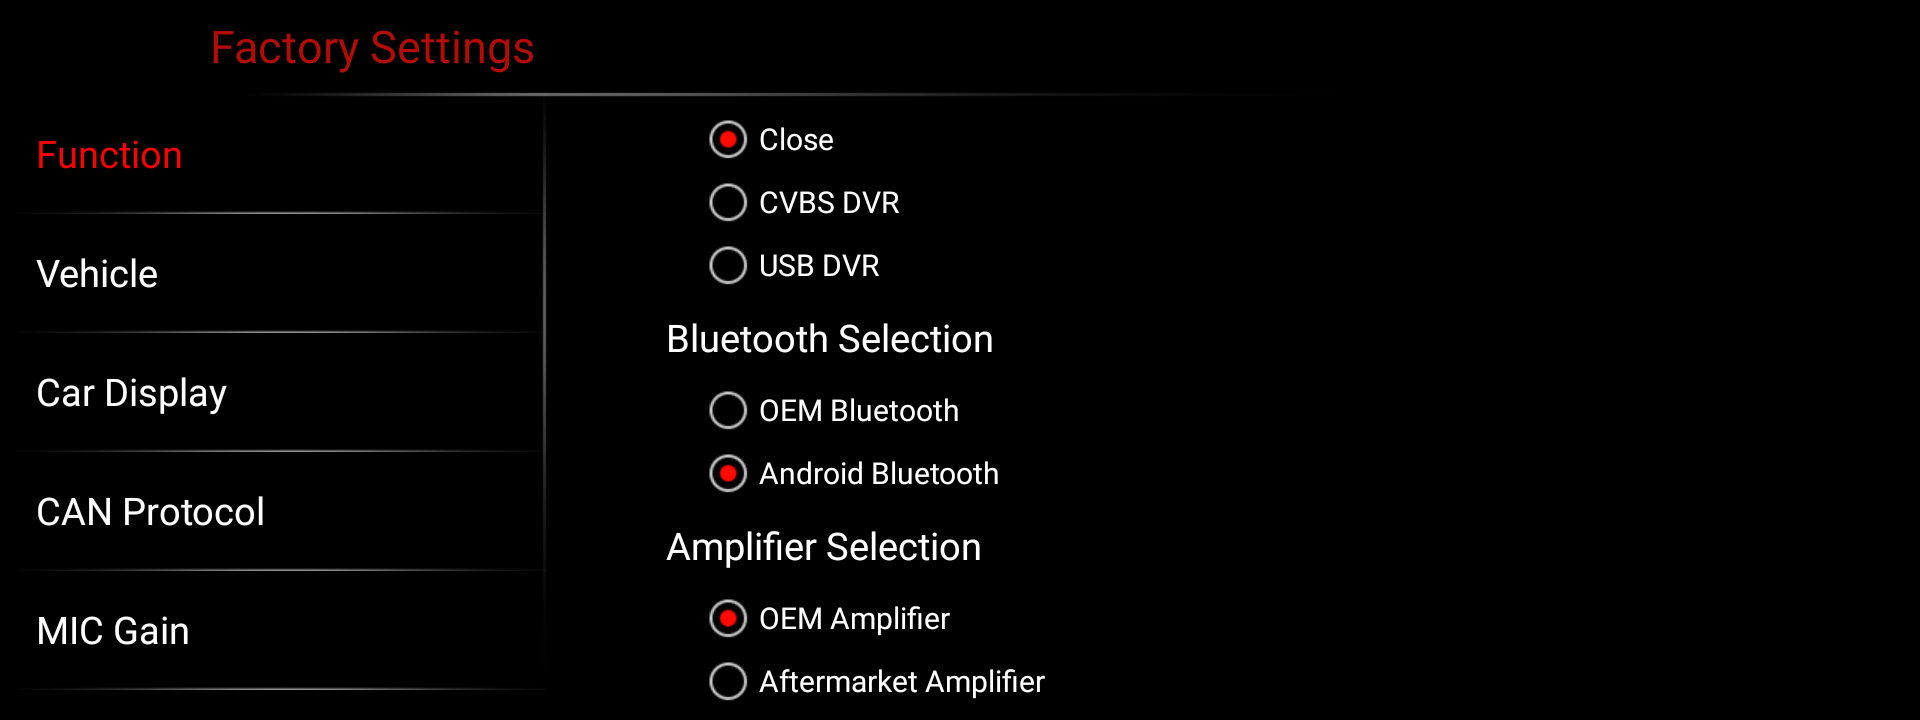 Factory Settings
Function
Vehicle
Car Display
CAN Protocol
MIC Gain
Close
CVBS DVR
USB DVR
Bluetooth Selection
OEM Bluetooth
Android Bluetooth
Amplifier Selection
OEM Amplifier
Aftermarket Amplifier